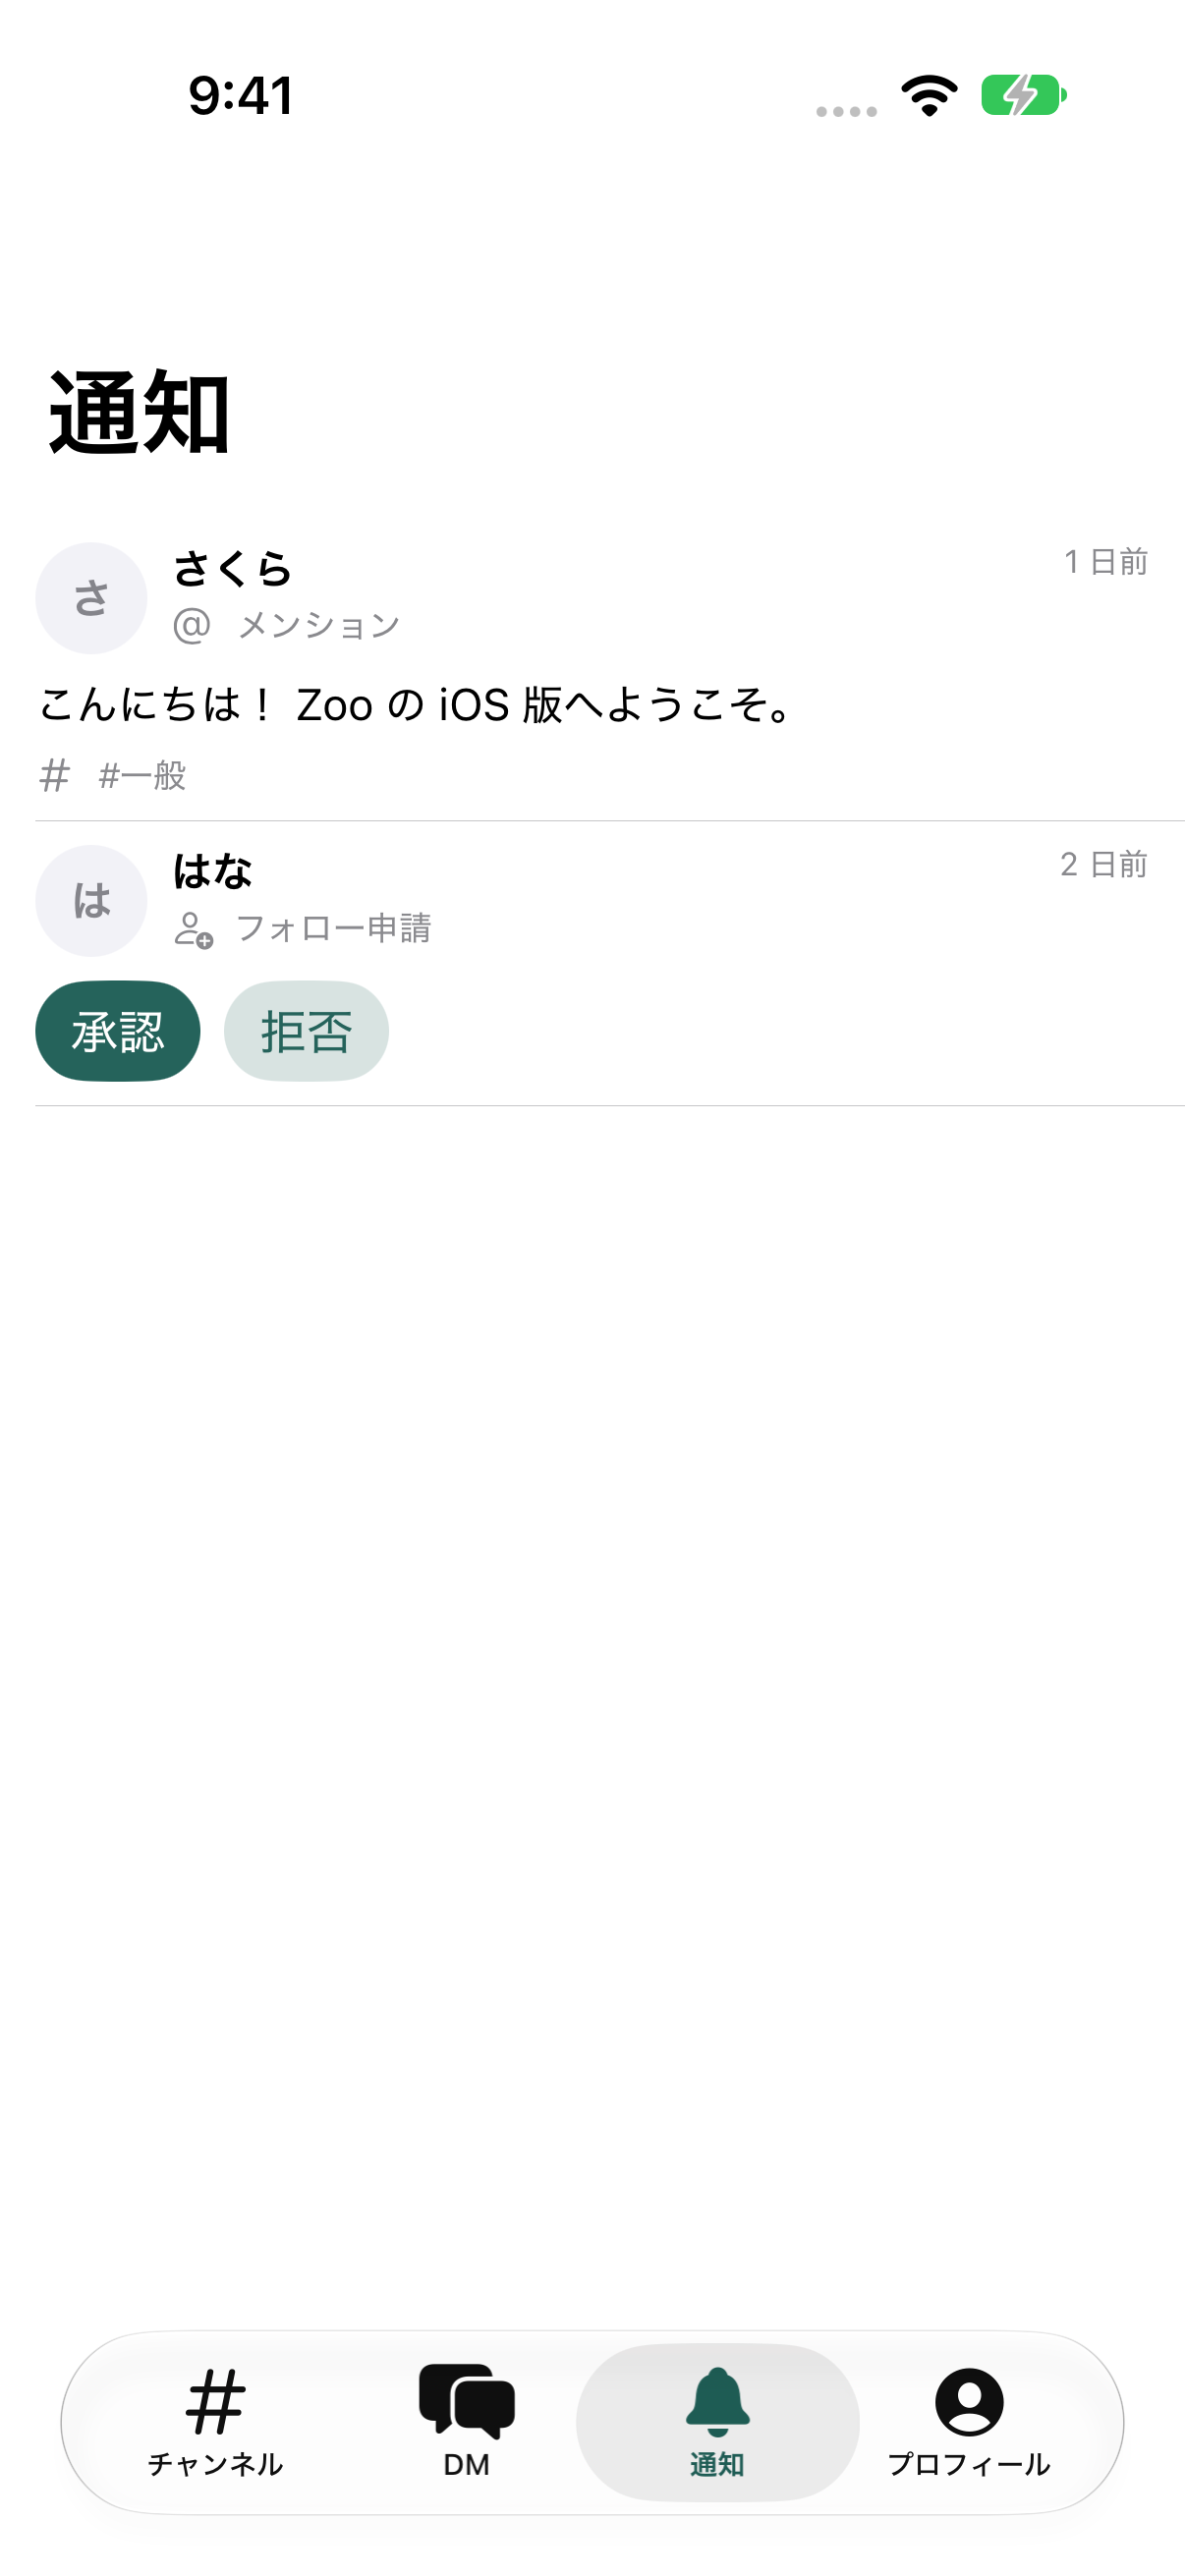 9:41
通知
さ
さくら
1 日前
@ メンション
こんにちは！ Zoo の iOS 版へようこそ。
# #一般
は
はな
2 日前
フォロー申請
承認 拒否
チャンネル DM 通知 プロフィール